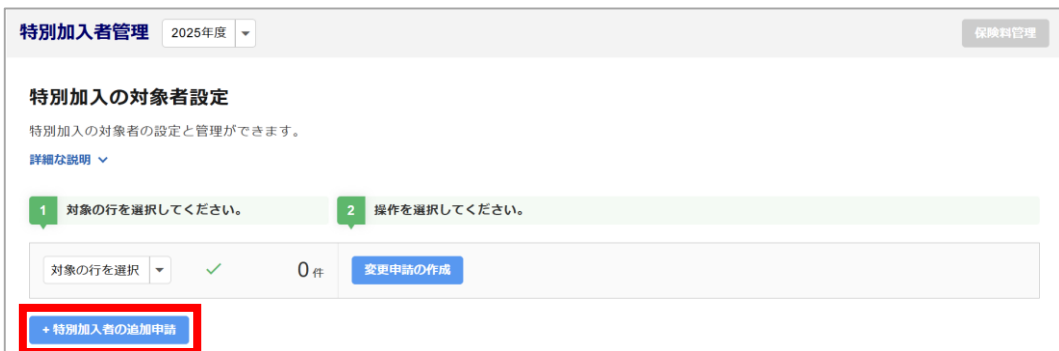 特別加入者管理 2025年度 保険料管理
特別加入の対象者設定
特別加入の対象者の設定と管理ができます。
詳細な説明
1 対象の行を選択してください。 2 操作を選択してください。
対象の行を選択 0件 変更申請の作成
+ 特別加入者の追加申請